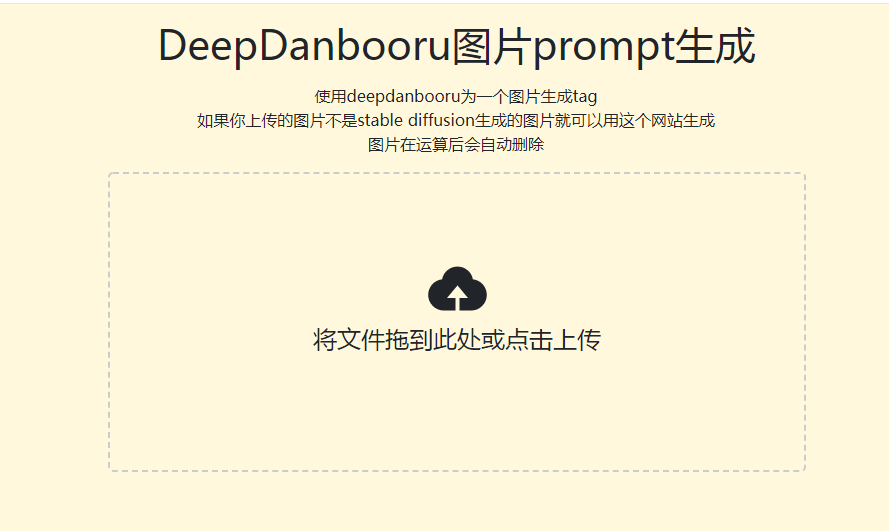 DeepDanbooru图片prompt生成
使用deepdanbooru为一个图片生成tag
如果你上传的图片不是stable diffusion生成的图片就可以用这个网站生成
图片在运算后会自动删除
将文件拖到此处或点击上传